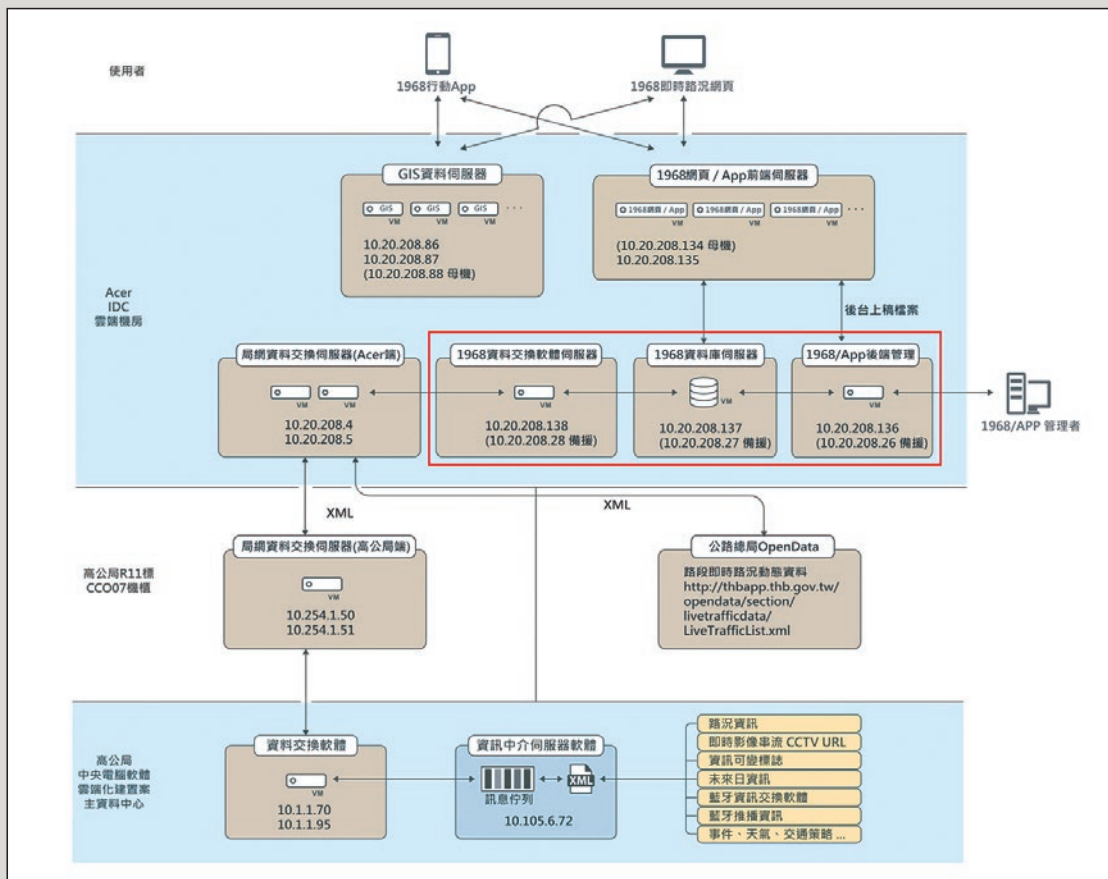 使用者
1968行動App
1968即時路況網頁
GIS資料伺服器
GIS
GIS
GIS
...
VM
VM
VM
10.20.208.86
10.20.208.87
(10.20.208.88 母機)
1968網頁 / App前端伺服器
1968網頁 / App
1968網頁 / App
1968網頁 / App
...
VM
VM
VM
(10.20.208.134 母機)
10.20.208.135
Acer
IDC
雲端機房
後台上稿檔案
局網資料交換伺服器(Acer端)
VM
VM
10.20.208.4
10.20.208.5
1968資料交換軟體伺服器
VM
10.20.208.138
(10.20.208.28 備援)
1968資料庫伺服器
VM
10.20.208.137
(10.20.208.27 備援)
1968/App後端管理
VM
10.20.208.136
(10.20.208.26 備援)
1968/APP 管理者
XML
XML
高公局R11標
CCO07機櫃
局網資料交換伺服器(高公局端)
VM
10.254.1.50
10.254.1.51
公路總局OpenData
路段即時路況動態資料
http://thbapp.thb.gov.tw/
opendata/section/
livetrafficdata/
LiveTrafficList.xml
高公局
中央電腦軟體
雲端化建置案
主資料中心
資料交換軟體
VM
10.1.1.70
10.1.1.95
資訊中介伺服器軟體
XML
訊息佇列
10.105.6.72
路況資訊
即時影像串流 CCTV URL
資訊可變標誌
未來日資訊
藍牙資訊交換軟體
藍牙推播資訊
事件、天氣、交通策略 ...